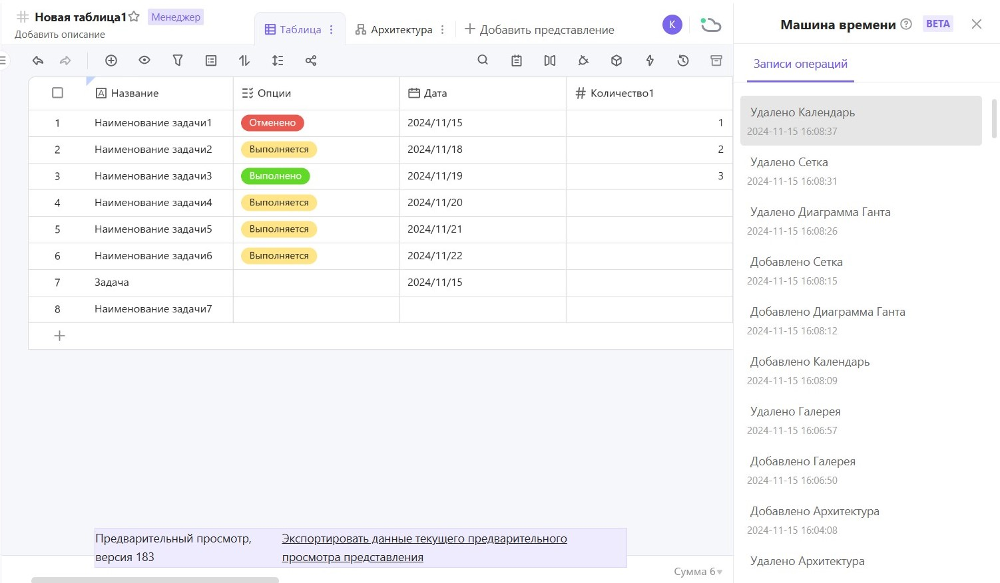 Новая таблица1 Менеджер
Добавить описание
Таблица Архитектура Добавить представление K
Машина времени ? BETA
Записи операций
Название Опции Дата Количество1
1 Наименование задачи1 Отменено 2024/11/15 1
2 Наименование задачи2 Выполняется 2024/11/18 2
3 Наименование задачи3 Выполнено 2024/11/19 3
4 Наименование задачи4 Выполняется 2024/11/20
5 Наименование задачи5 Выполняется 2024/11/21
6 Наименование задачи6 Выполняется 2024/11/22
7 Задача 2024/11/15
8 Наименование задачи7
Предварительный просмотр,
версия 183
Экспортировать данные текущего предварительного
просмотра представления
Сумма 6
Удалено Календарь
2024-11-15 16:08:37
Удалено Сетка
2024-11-15 16:08:31
Удалено Диаграмма Ганта
2024-11-15 16:08:26
Добавлено Сетка
2024-11-15 16:08:15
Добавлено Диаграмма Ганта
2024-11-15 16:08:12
Добавлено Календарь
2024-11-15 16:08:09
Удалено Галерея
2024-11-15 16:06:57
Добавлено Галерея
2024-11-15 16:06:50
Добавлено Архитектура
2024-11-15 16:04:08
Удалено Архитектура